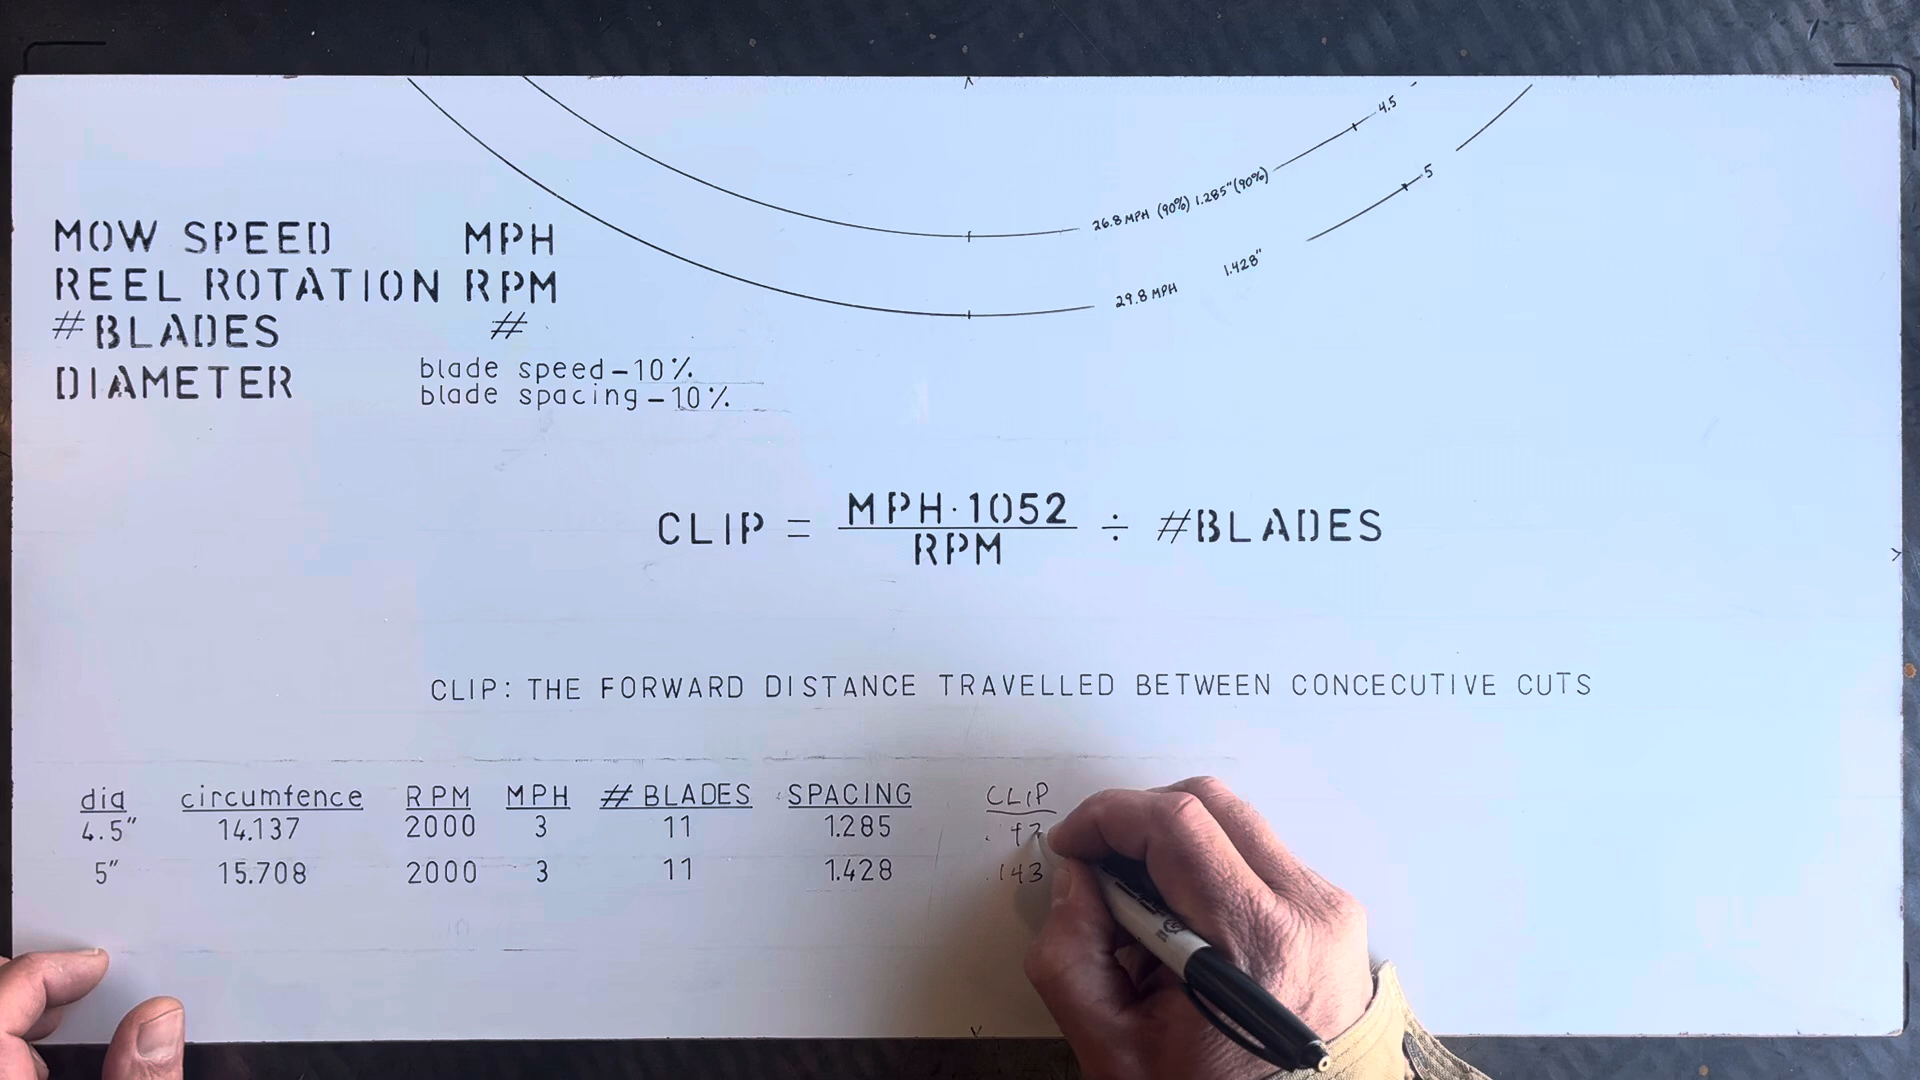 4.5
5
26.8 MPH (90%) 1.285" (90%)
1.428"
29.8 MPH
MOW SPEED MPH
REEL ROTATION RPM
#BLADES #
DIAMETER
blade speed -10%
blade spacing -10%
CLIP = MPH·1052 ÷ #BLADES
RPM
CLIP: THE FORWARD DISTANCE TRAVELLED BETWEEN CONCECUTIVE CUTS
dia circumfence RPM MPH # BLADES SPACING CLIP
4.5" 14.137 2000 3 11 1.285
5" 15.708 2000 3 11 1.428 .143